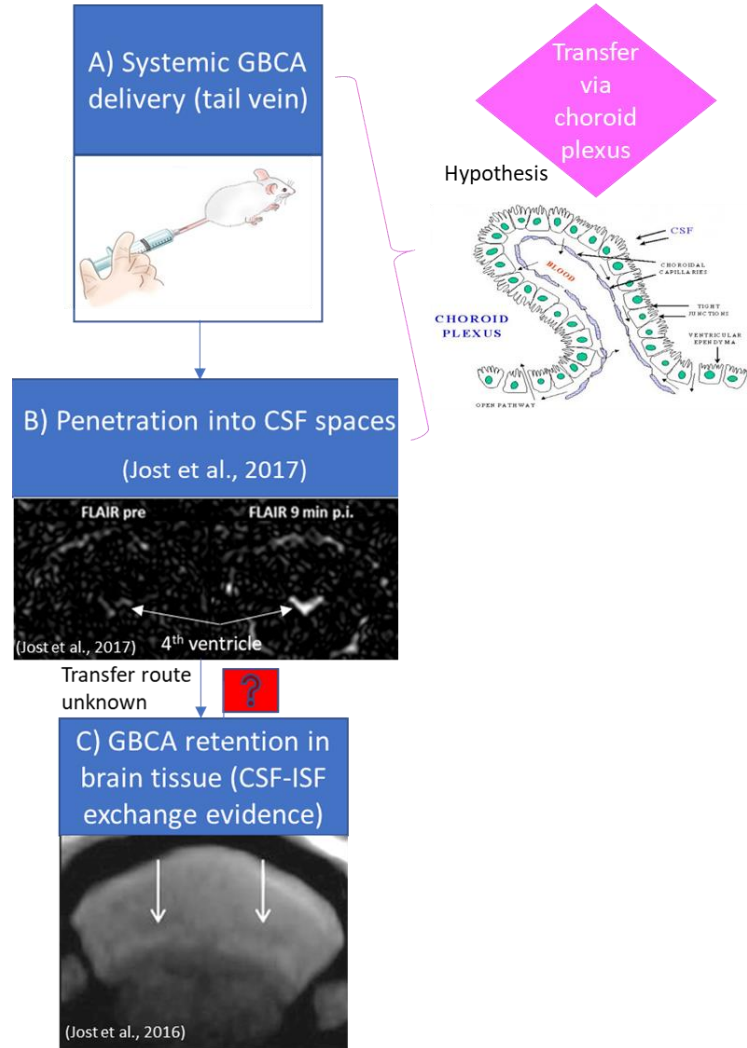 A) Systemic GBCA
delivery (tail vein)
Transfer
via
choroid
plexus
Hypothesis
CSF
CHOROIDAL
CAPILLARIES
BLOOD
TIGHT
JUNCTIONS
CHOROID
PLEXUS
VENTRICULAR
EPENDYMA
OPEN PATHWAY
B) Penetration into CSF spaces
(Jost et al., 2017)
FLAIR pre
FLAIR 9 min p.i.
4th ventricle
(Jost et al., 2017)
Transfer route
unknown
?
C) GBCA retention in
brain tissue (CSF-ISF
exchange evidence)
(Jost et al., 2016)